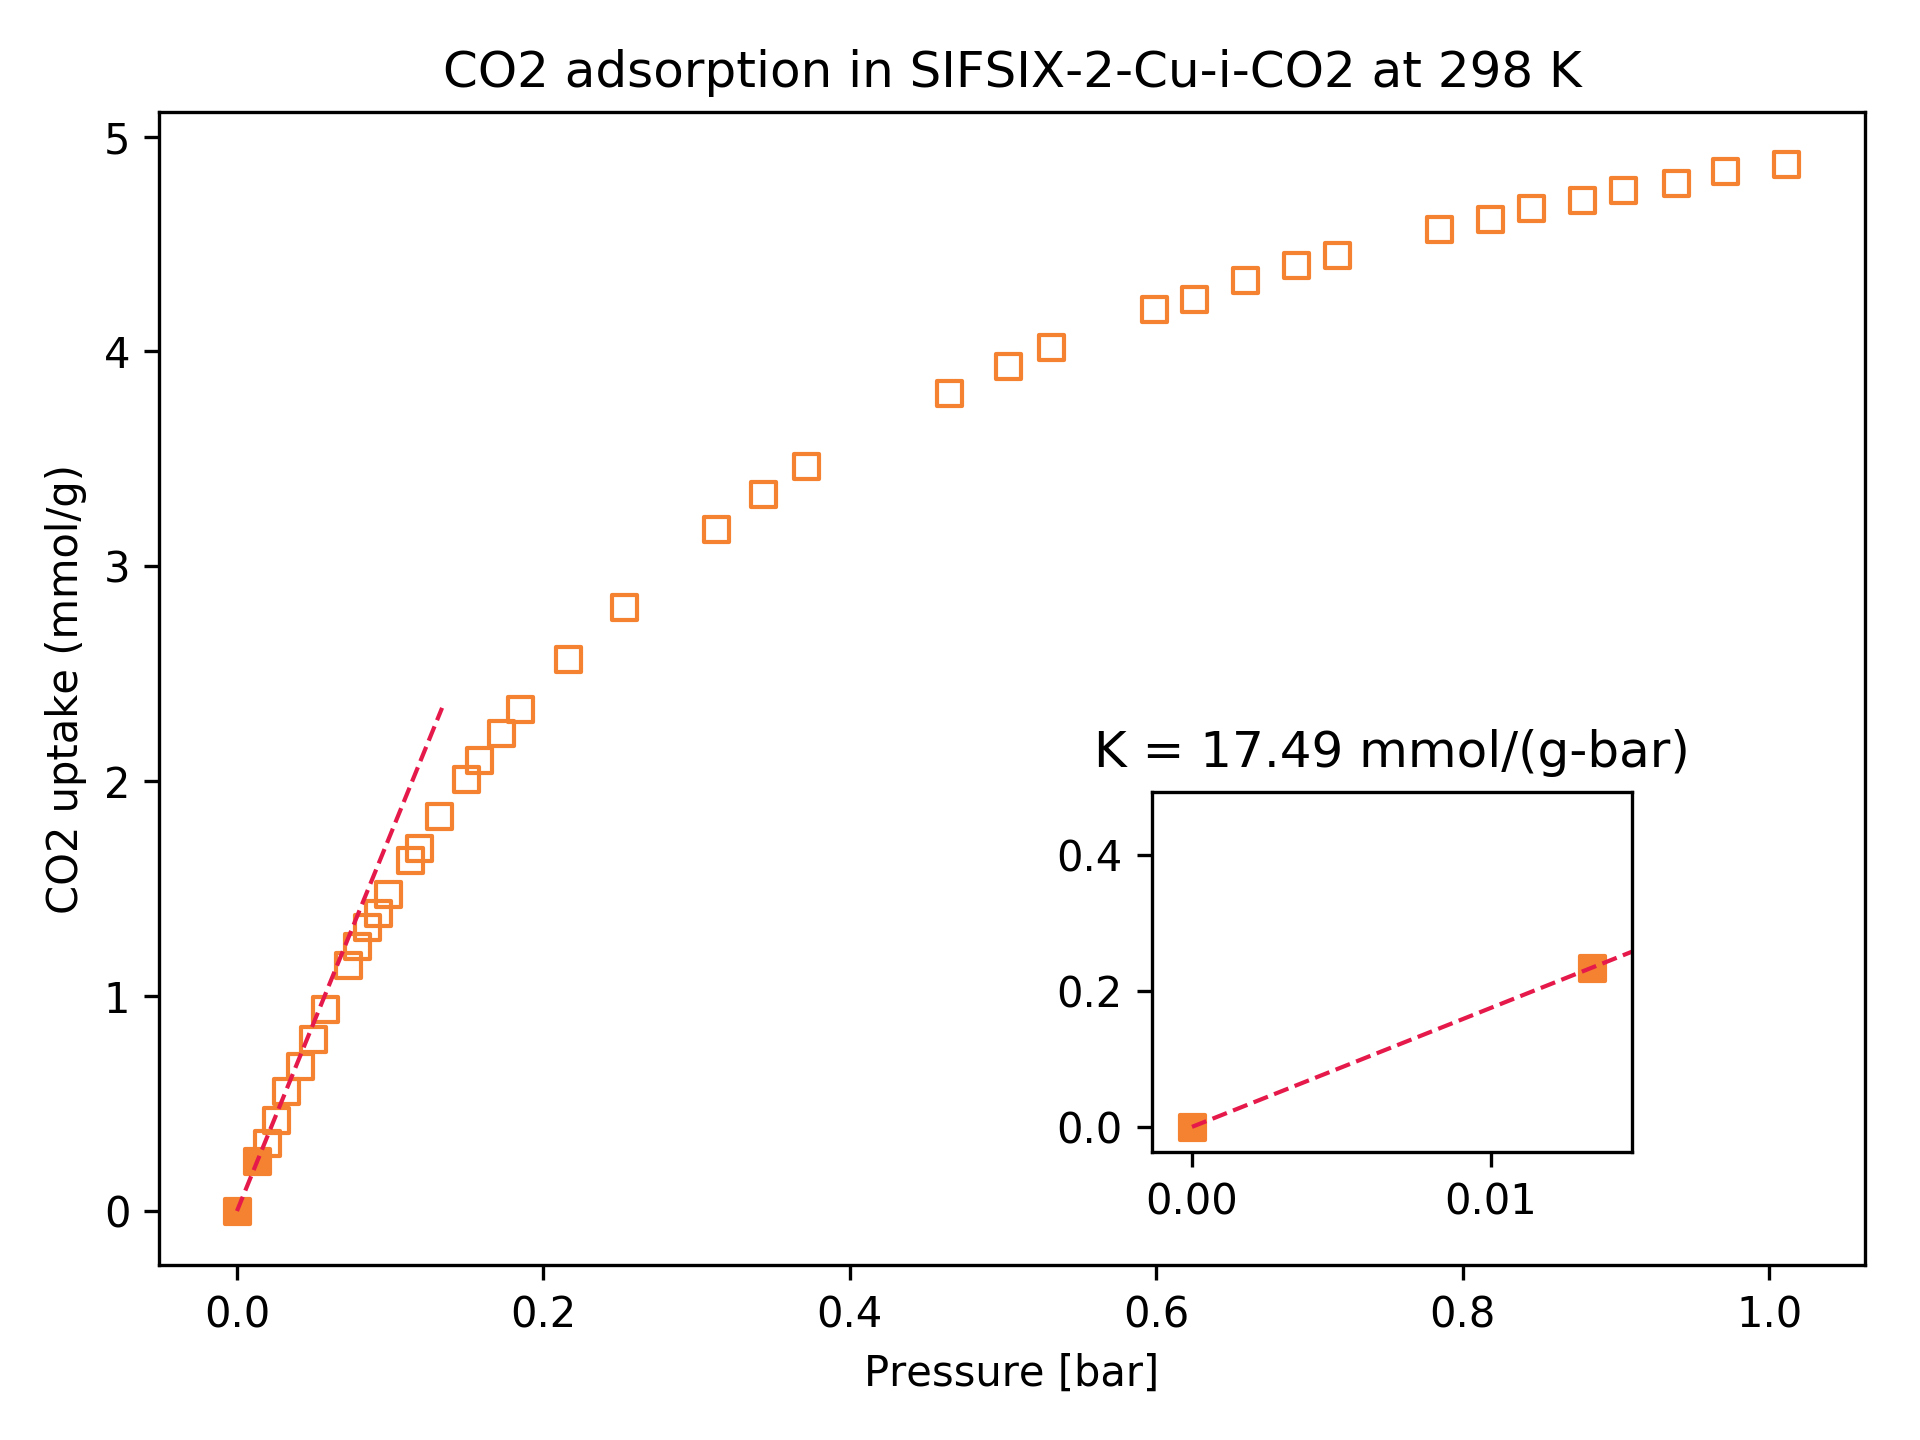 CO2 adsorption in SIFSIX-2-Cu-i-CO2 at 298 K
5
4
3
2
1
0
CO2 uptake (mmol/g)
K = 17.49 mmol/(g-bar)
0.4
0.2
0.0
0.00 0.01
0.0 0.2 0.4 0.6 0.8 1.0
Pressure [bar]